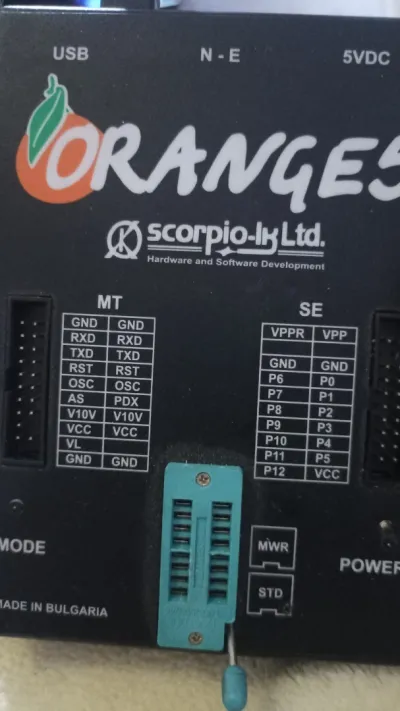 USB N - E 5VDC
ORANGE5
scorpio-lk Ltd.
Hardware and Software Development
MT
GND GND
RXD RXD
TXD TXD
RST RST
OSC OSC
AS PDX
V10V V10V
VCC VCC
VL
GND GND
SE
VPPR VPP
GND GND
P6 P0
P7 P1
P8 P2
P9 P3
P10 P4
P11 P5
P12 VCC
MODE
MWR
STD
POWER
MADE IN BULGARIA